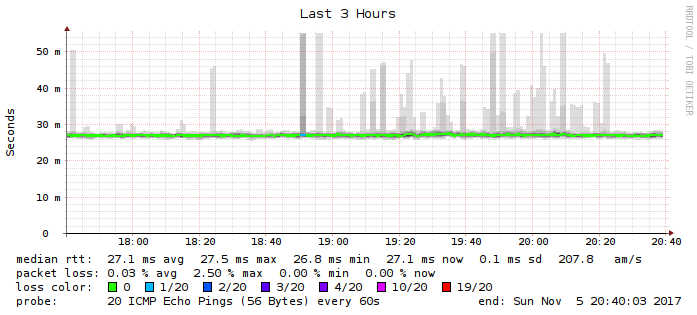 Last 3 Hours
RRDTOOL / TOBI OETIKER
Seconds
50 m
40 m
30 m
20 m
10 m
0
18:00 18:20 18:40 19:00 19:20 19:40 20:00 20:20 20:40
median rtt: 27.1 ms avg 27.5 ms max 26.8 ms min 27.1 ms now 0.1 ms sd 207.8 am/s
packet loss: 0.03 % avg 2.50 % max 0.00 % min 0.00 % now
loss color: 0 1/20 2/20 3/20 4/20 10/20 19/20
probe: 20 ICMP Echo Pings (56 Bytes) every 60s end: Sun Nov 5 20:40:03 2017